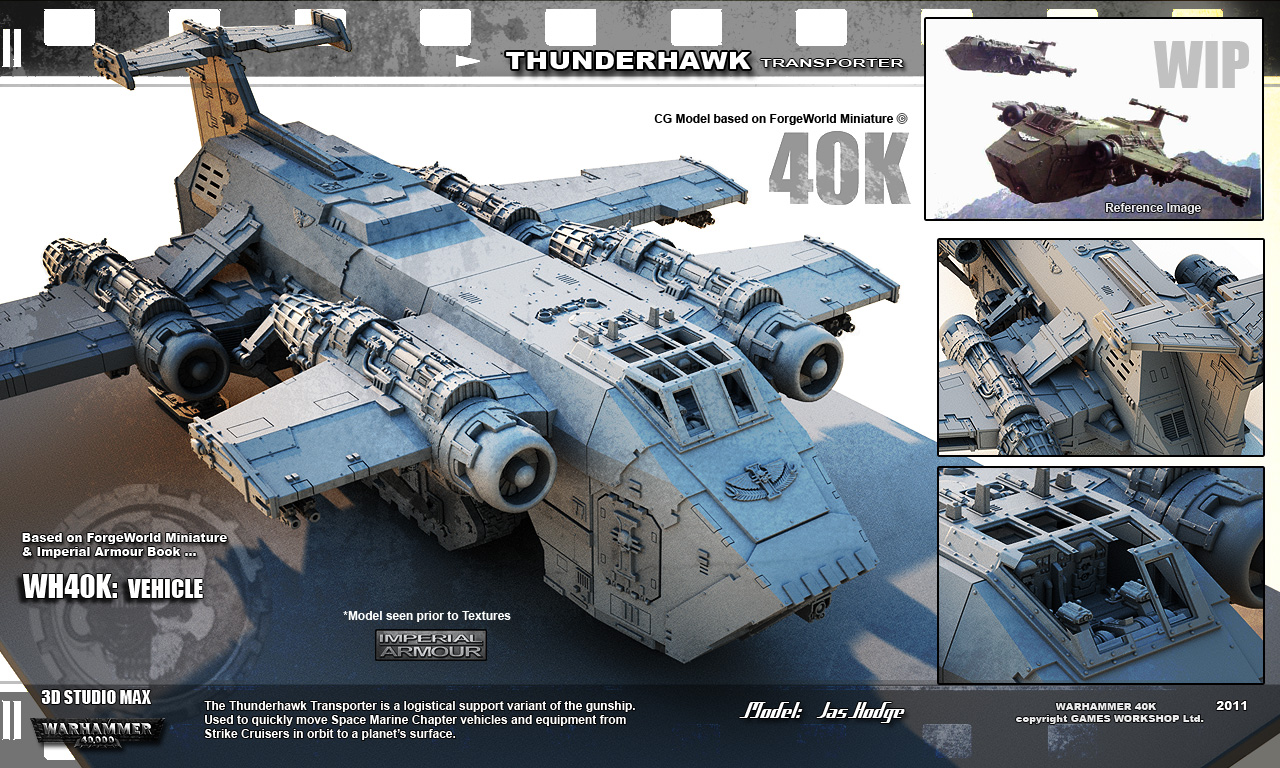 THUNDERHAWK TRANSPORTER
WIP
CG Model based on ForgeWorld Miniature ©
40K
Reference Image
Based on ForgeWorld Miniature
& Imperial Armour Book ...
WH40K: VEHICLE
*Model seen prior to Textures
IMPERIAL
ARMOUR
3D STUDIO MAX
WARHAMMER
40,000
The Thunderhawk Transporter is a logistical support variant of the gunship.
Used to quickly move Space Marine Chapter vehicles and equipment from
Strike Cruisers in orbit to a planet's surface.
Model: Jas Hodge
WARHAMMER 40K
copyright GAMES WORKSHOP Ltd.
2011